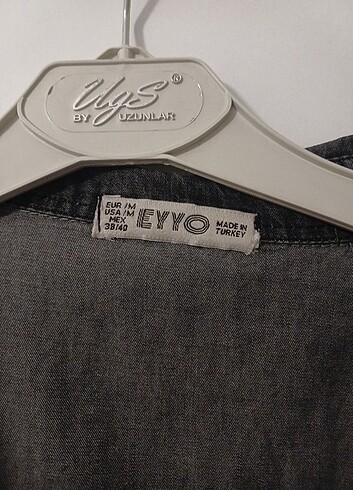 UyS ®
BY UZUNLAR
EUR /M
USA /M
MEX
38/40
EYYO
MADE IN
TURKEY